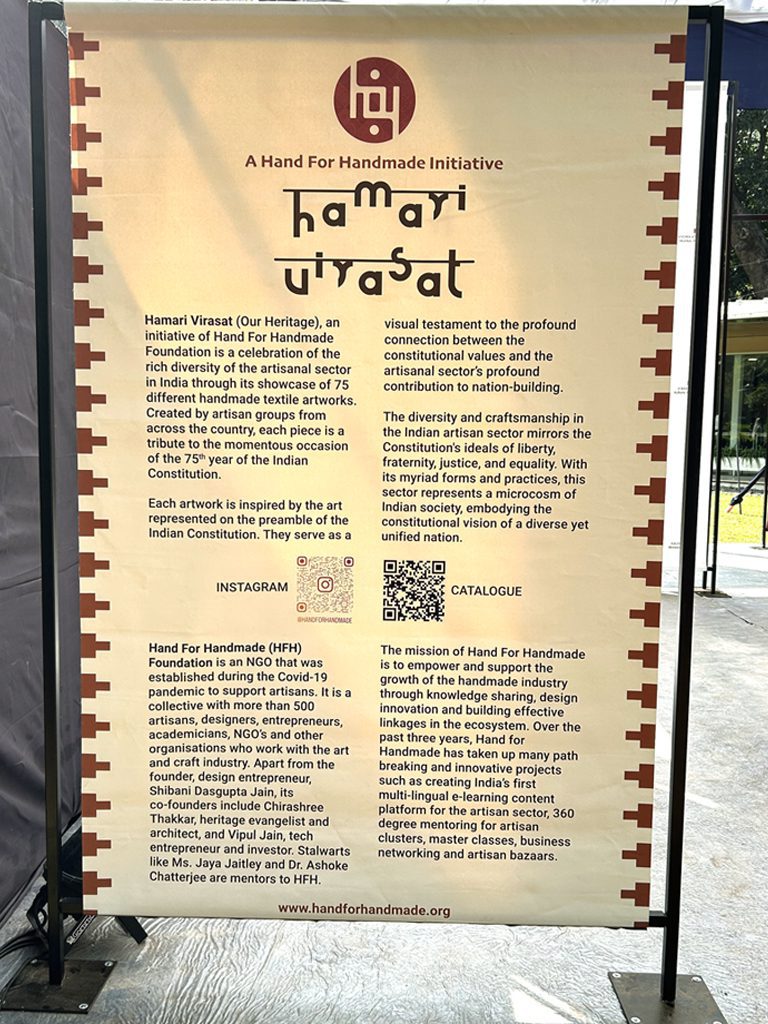 A Hand For Handmade Initiative
hamari
virasat
Hamari Virasat (Our Heritage), an
initiative of Hand For Handmade
Foundation is a celebration of the
rich diversity of the artisanal sector
in India through its showcase of 75
different handmade textile artworks.
Created by artisan groups from
across the country, each piece is a
tribute to the momentous occasion
of the 75th year of the Indian
Constitution.
Each artwork is inspired by the art
represented on the preamble of the
Indian Constitution. They serve as a
visual testament to the profound
connection between the
constitutional values and the
artisanal sector's profound
contribution to nation-building.
The diversity and craftsmanship in
the Indian artisan sector mirrors the
Constitution's ideals of liberty,
fraternity, justice, and equality. With
its myriad forms and practices, this
sector represents a microcosm of
Indian society, embodying the
constitutional vision of a diverse yet
unified nation.
INSTAGRAM
@HANDFORHANDMADE
CATALOGUE
Hand For Handmade (HFH)
Foundation is an NGO that was
established during the Covid-19
pandemic to support artisans. It is a
collective with more than 500
artisans, designers, entrepreneurs,
academicians, NGO's and other
organisations who work with the art
and craft industry. Apart from the
founder, design entrepreneur,
Shibani Dasgupta Jain, its
co-founders include Chirashree
Thakkar, heritage evangelist and
architect, and Vipul Jain, tech
entrepreneur and investor. Stalwarts
like Ms. Jaya Jaitley and Dr. Ashoke
Chatterjee are mentors to HFH.
The mission of Hand For Handmade
is to empower and support the
growth of the handmade industry
through knowledge sharing, design
innovation and building effective
linkages in the ecosystem. Over the
past three years, Hand for
Handmade has taken up many path
breaking and innovative projects
such as creating India's first
multi-lingual e-learning content
platform for the artisan sector, 360
degree mentoring for artisan
clusters, master classes, business
networking and artisan bazaars.
www.handforhandmade.org